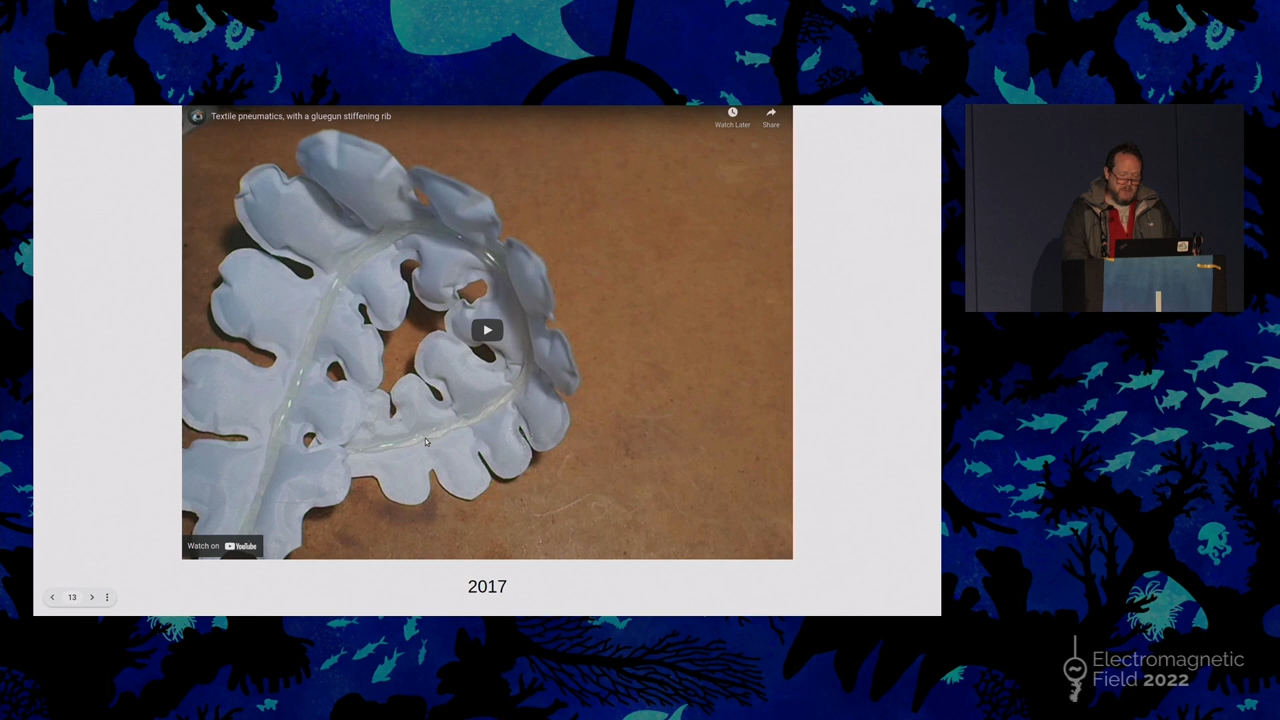 Textile pneumatics, with a gluegun stiffening rib
Watch Later
Share
Watch on YouTube
2017
13
Electromagnetic
Field 2022